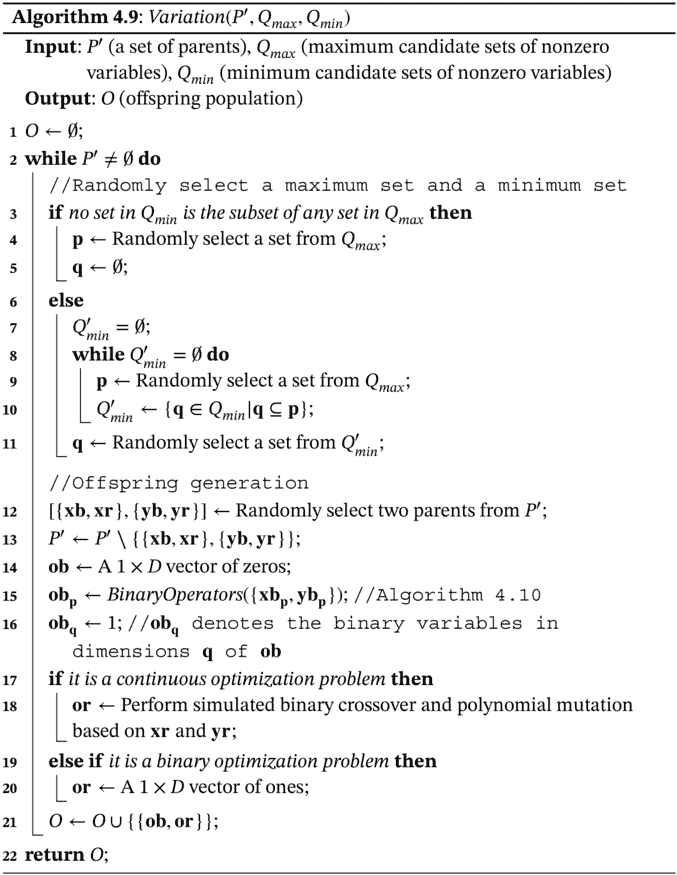 Algorithm 4.9: Variation(P′, Q_max, Q_min)
Input: P′ (a set of parents), Q_max (maximum candidate sets of nonzero
variables), Q_min (minimum candidate sets of nonzero variables)
Output: O (offspring population)
1 O ← ∅;
2 while P′ ≠ ∅ do
//Randomly select a maximum set and a minimum set
3 if no set in Q_min is the subset of any set in Q_max then
4 p ← Randomly select a set from Q_max;
5 q ← ∅;
6 else
7 Q′_min = ∅;
8 while Q′_min = ∅ do
9 p ← Randomly select a set from Q_max;
10 Q′_min ← {q ∈ Q_min|q ⊆ p};
11 q ← Randomly select a set from Q′_min;
//Offspring generation
12 [{xb, xr}, {yb, yr}] ← Randomly select two parents from P′;
13 P′ ← P′ \ {{xb, xr}, {yb, yr}};
14 ob ← A 1 × D vector of zeros;
15 ob_p ← BinaryOperators({xb_p, yb_p}); //Algorithm 4.10
16 ob_q ← 1; //ob_q denotes the binary variables in
dimensions q of ob
17 if it is a continuous optimization problem then
18 or ← Perform simulated binary crossover and polynomial mutation
based on xr and yr;
19 else if it is a binary optimization problem then
20 or ← A 1 × D vector of ones;
21 O ← O ∪ {{ob, or}};
22 return O;